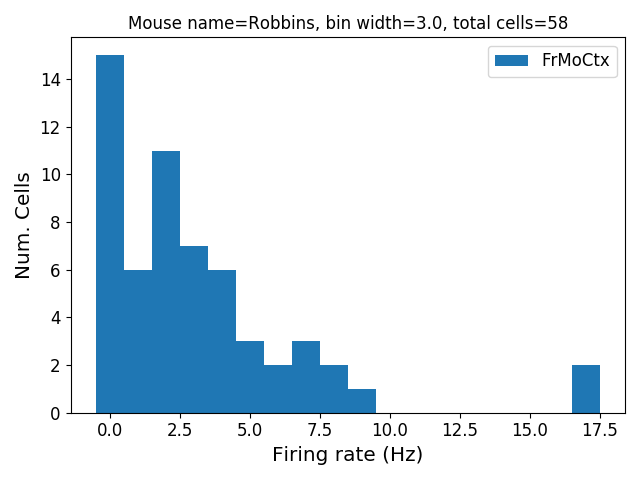 Mouse name=Robbins, bin width=3.0, total cells=58
FrMoCtx
Num. Cells
14
12
10
8
6
4
2
0
0.0 2.5 5.0 7.5 10.0 12.5 15.0 17.5
Firing rate (Hz)